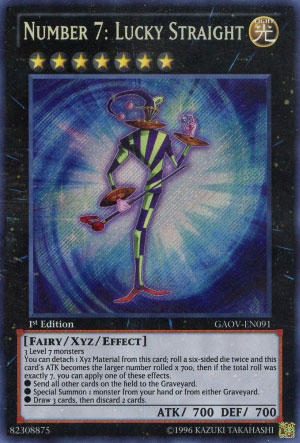 NUMBER 7: LUCKY STRAIGHT
LIGHT
光
1st Edition
GAOV-EN091
[FAIRY/XYZ/EFFECT]
3 Level 7 monsters
You can detach 1 Xyz Material from this card; roll a six-sided die twice and this
card's ATK becomes the larger number rolled x 700, then if the total roll was
exactly 7, you can apply one of these effects.
● Send all other cards on the field to the Graveyard.
● Special Summon 1 monster from your hand or from either Graveyard.
● Draw 3 cards, then discard 2 cards.
ATK/ 700 DEF/ 700
82308875
©1996 KAZUKI TAKAHASHI